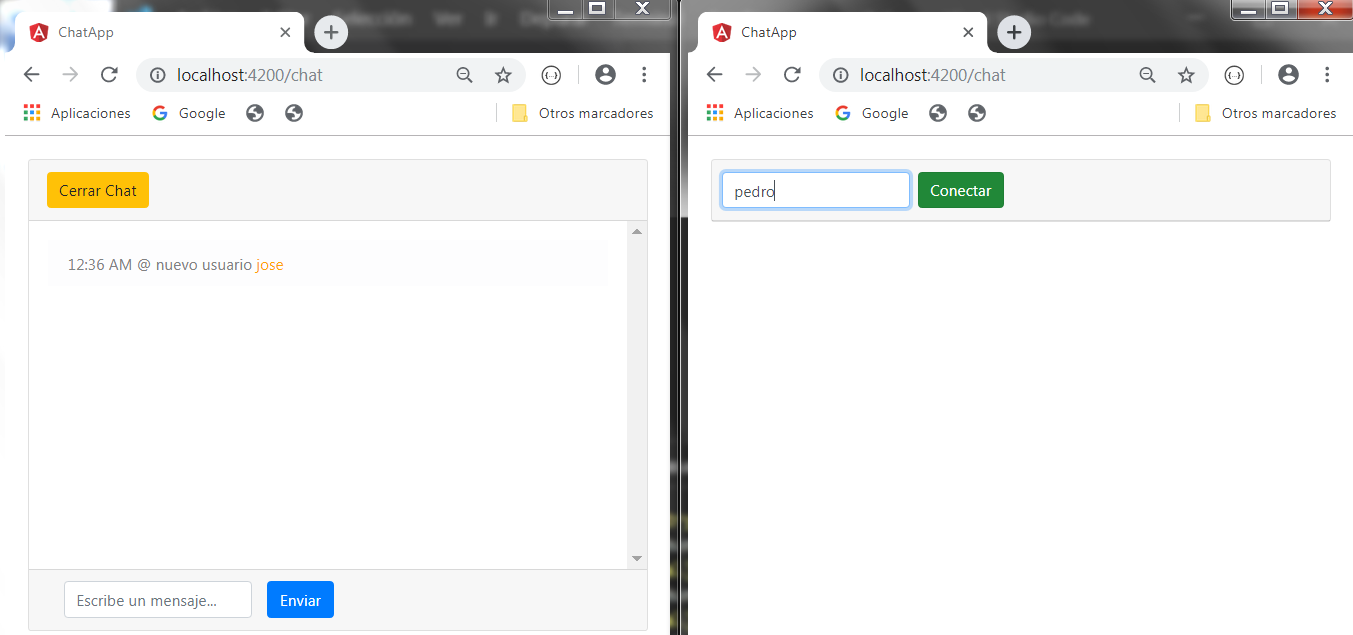 ChatApp
localhost:4200/chat
Aplicaciones Google Otros marcadores
Cerrar Chat
12:36 AM @ nuevo usuario jose
Escribe un mensaje... Enviar
ChatApp
localhost:4200/chat
Aplicaciones Google Otros marcadores
pedro Conectar